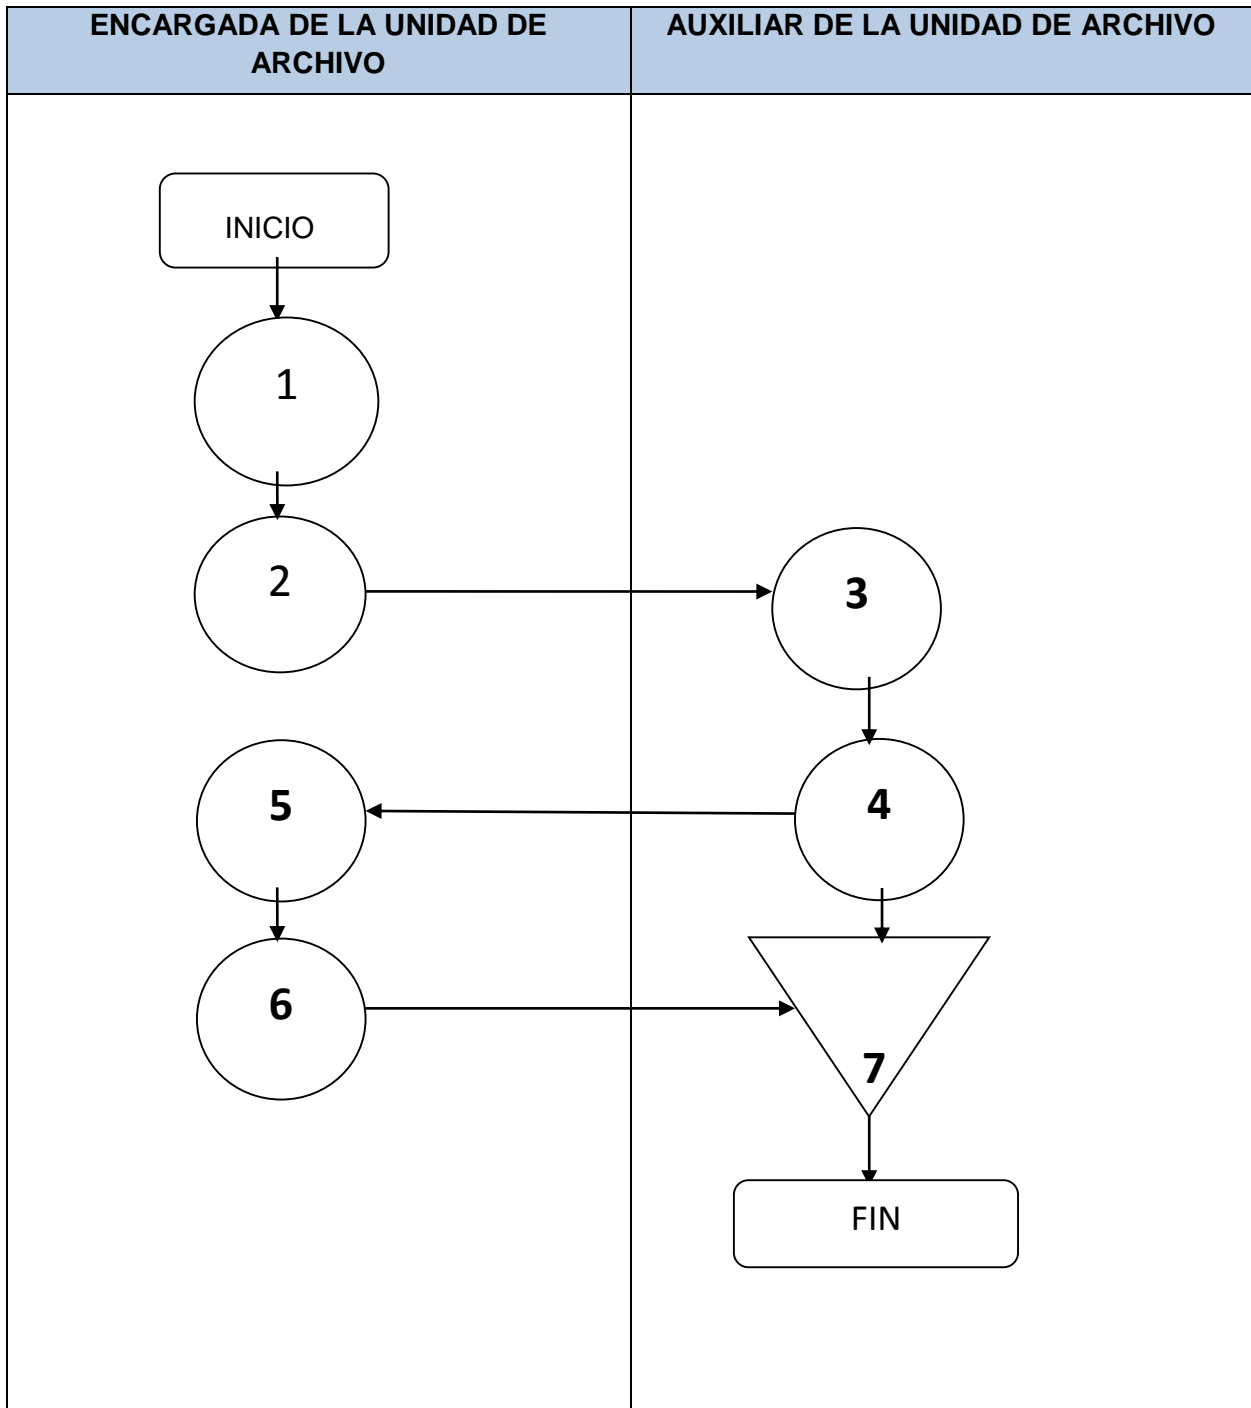 ENCARGADA DE LA UNIDAD DE
ARCHIVO
AUXILIAR DE LA UNIDAD DE ARCHIVO
INICIO
1
2
3
4
5
6
7
FIN